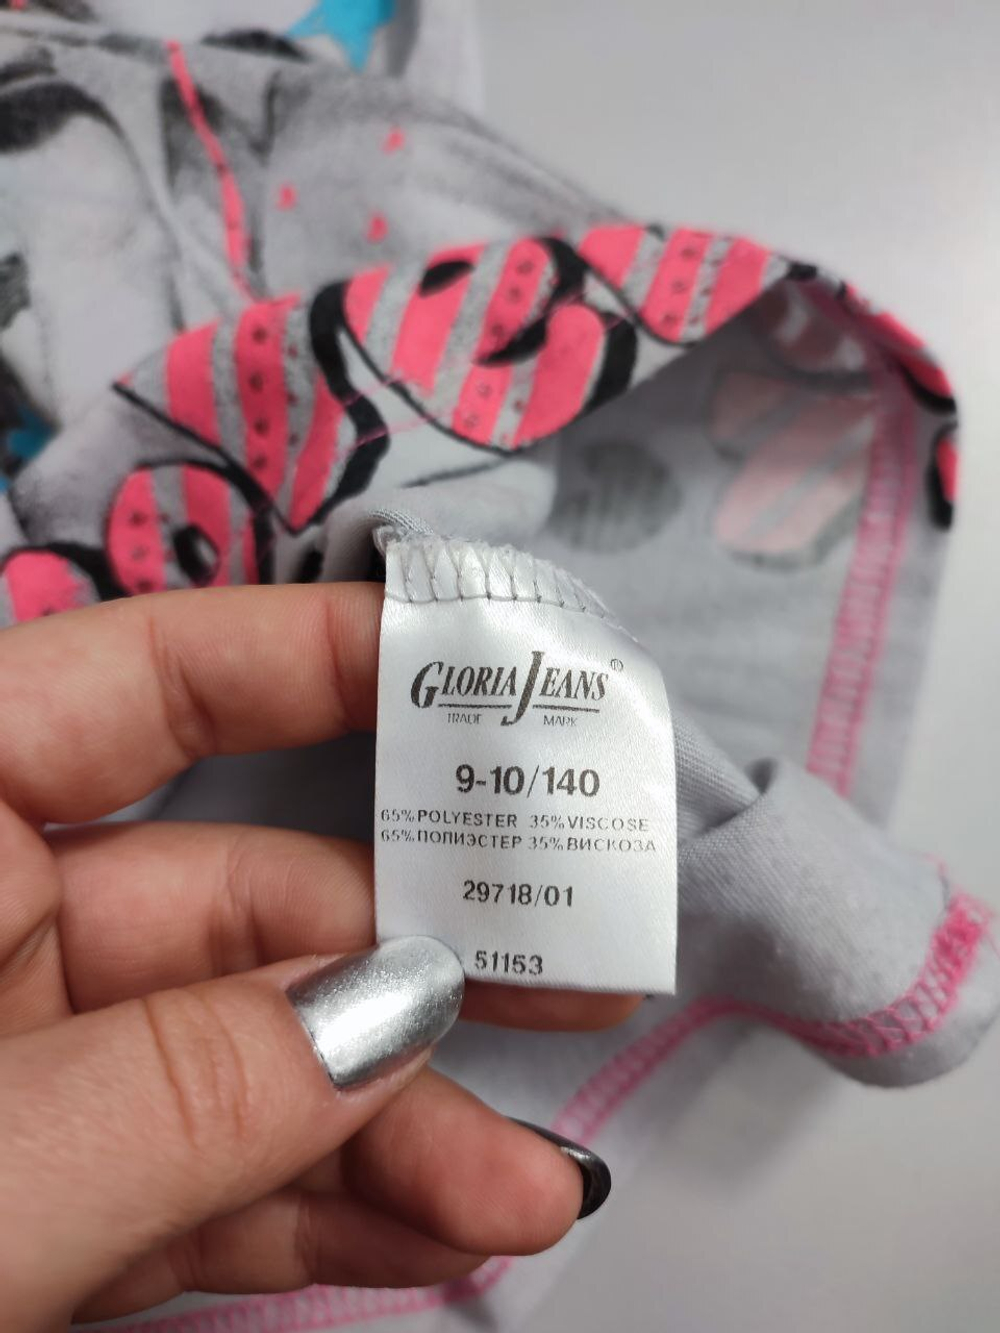 GLORIA JEANS®
TRADE MARK
9-10/140
65% POLYESTER 35% VISCOSE
65% ПОЛИЭСТЕР 35% ВИСКОЗА
29718/01
51153